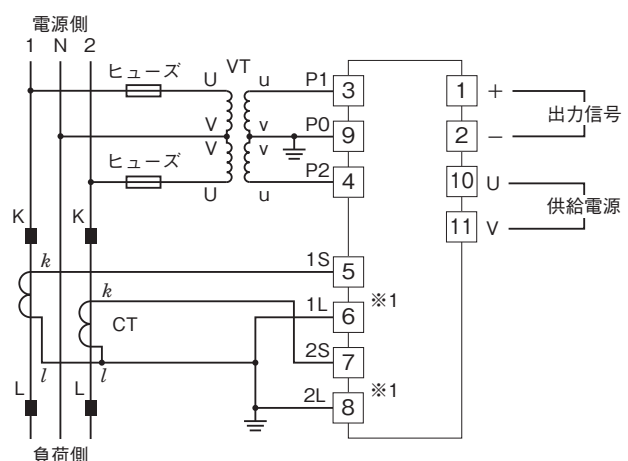 電源側
1 N 2
ヒューズ
U VT u P1 3
1 +
V v P0 9
出力信号
2 −
V v
ヒューズ
U u P2 4
10 U
供給電源
11 V
K K
k 1S 5
k 1L 6 ※1
CT
2S 7
l l
L L 2L 8 ※1
負荷側